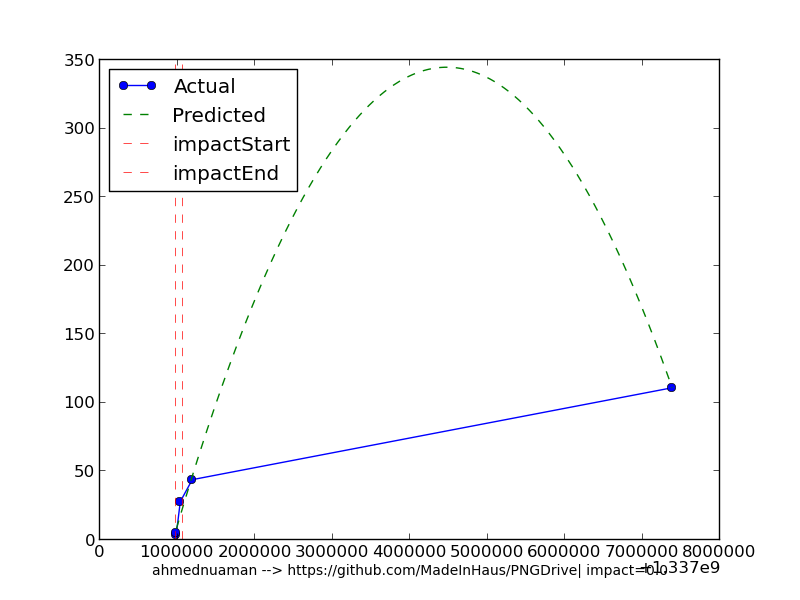 350
300
250
200
150
100
50
0
Actual
Predicted
impactStart
impactEnd
0 1000000 2000000 3000000 4000000 5000000 6000000 7000000 8000000
+1.337e9
ahmednuaman --> https://github.com/MadeInHaus/PNGDrive| impact=0.0